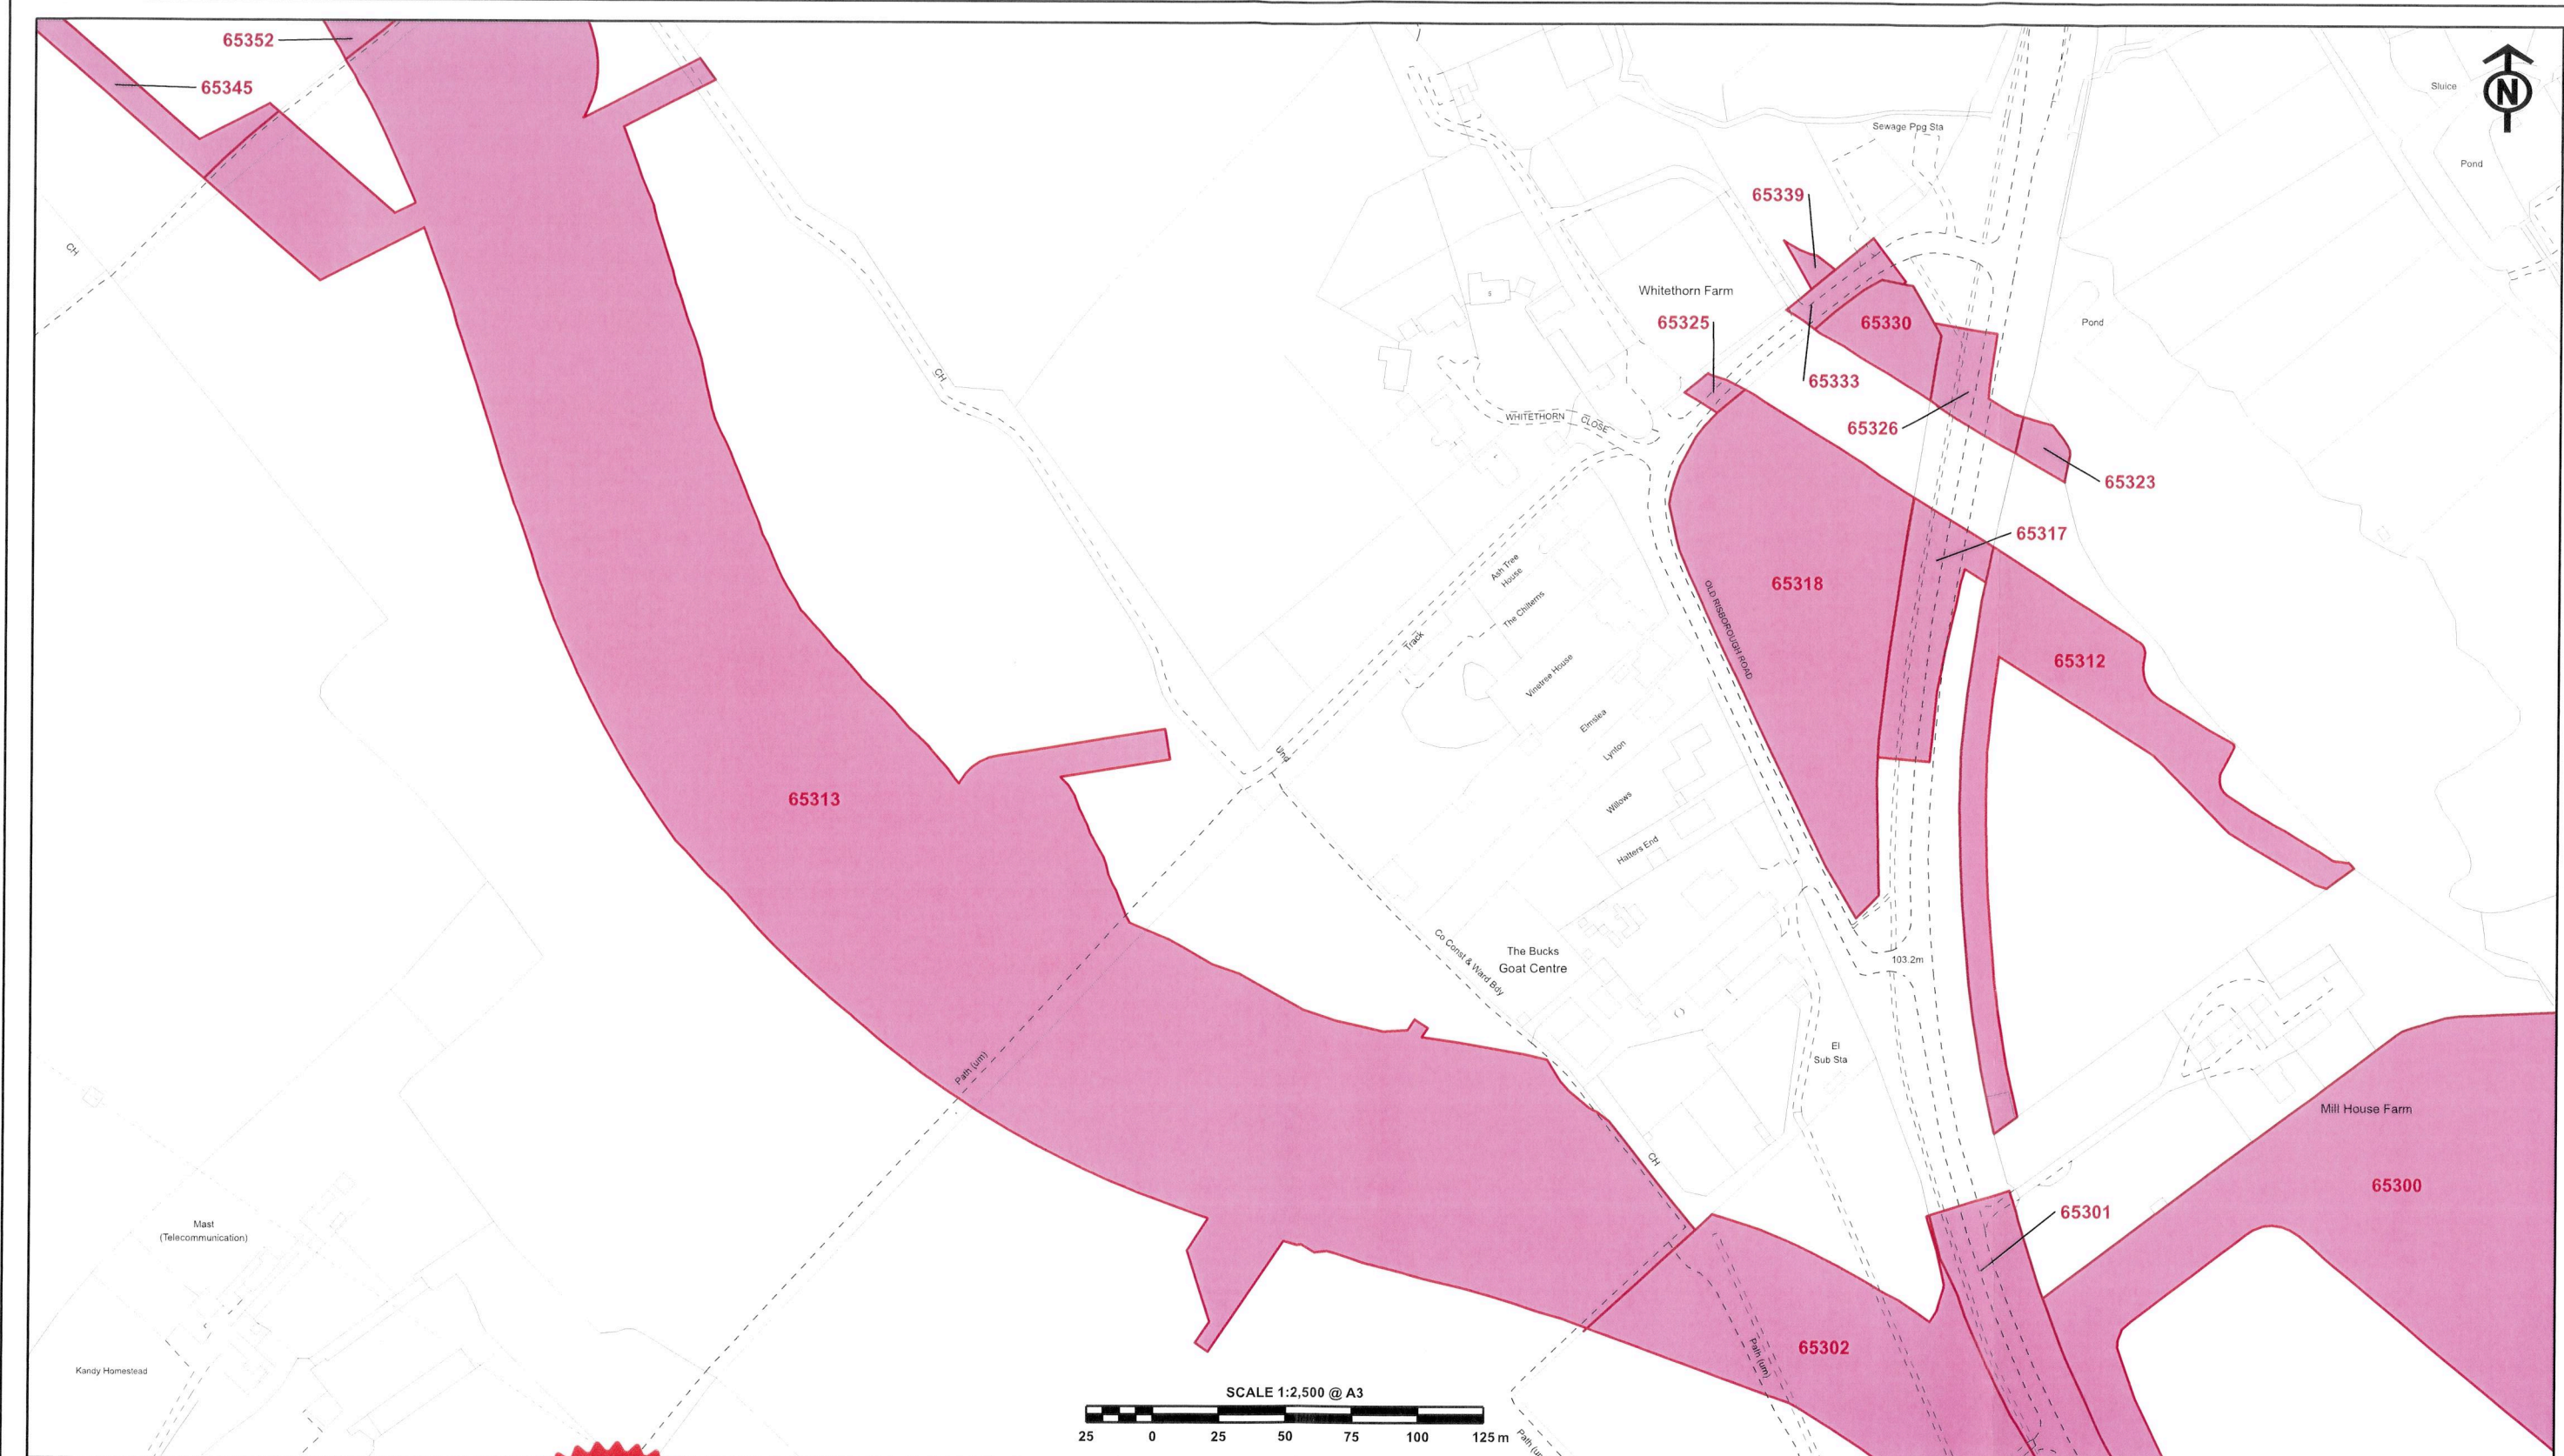 65352
65345
N
Sluice
Sewage Ppg Sta
Pond
65339
CH
Whitethorn Farm
5
65325
65330
Pond
65333
CH
WHITETHORN CLOSE
65326
65323
65317
Ash Tree
House
65318
The Chilterns
OLD RISBOROUGH ROAD
Track
65312
Vinetree House
Elmslea
Lynton
Und
65313
Willows
Hatters End
Co Const & Ward Bdy
The Bucks
Goat Centre
103.2m
El
Sub Sta
Path (um)
Mill House Farm
CH
65300
65301
Mast
(Telecommunication)
65302
Path (um)
Kandy Homestead
SCALE 1:2,500 @ A3
25 0 25 50 75 100 125 m